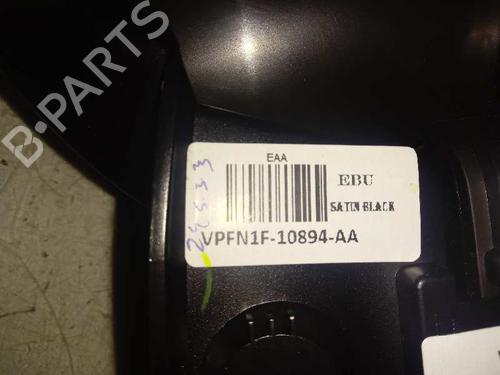 B-PARTS
EAA
EBU
SATIN BLACK
VPFN1F-10894-AA